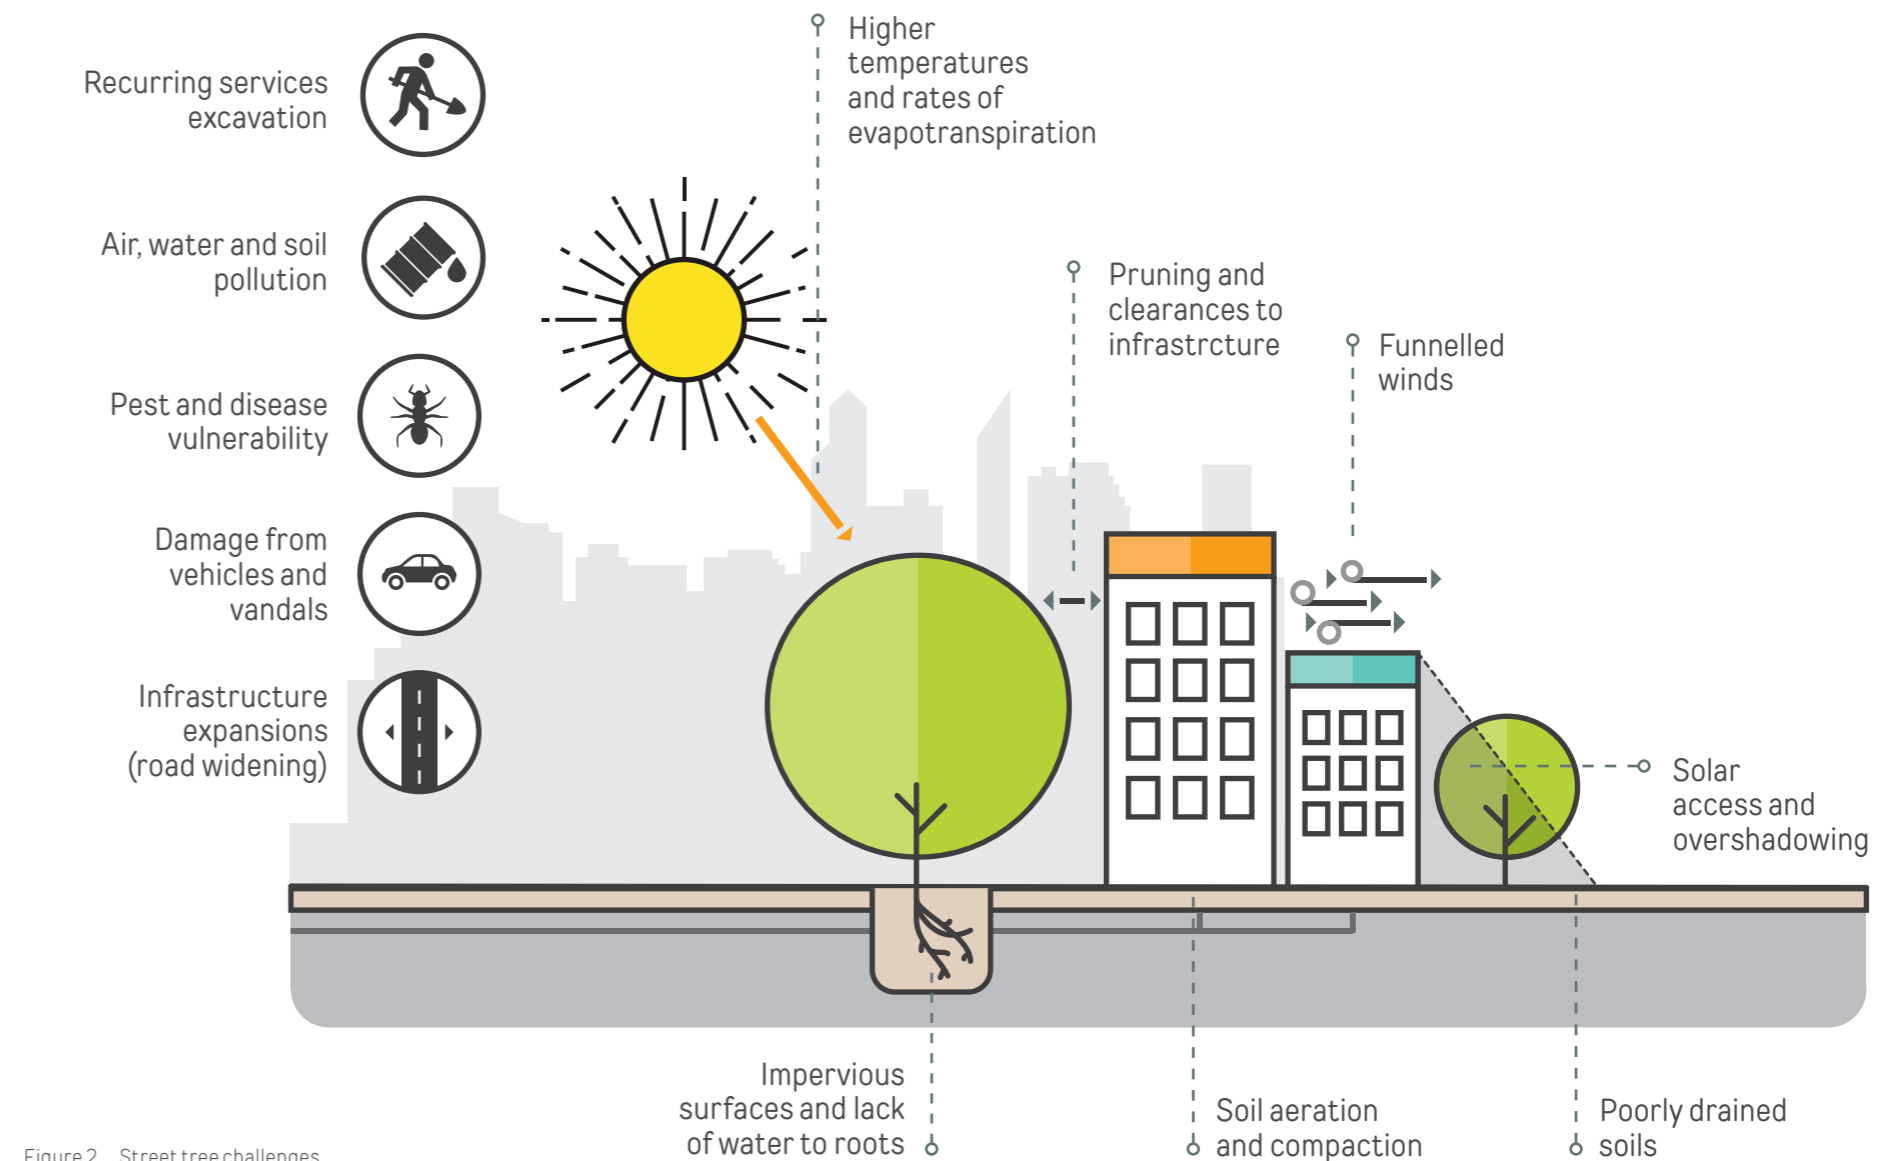 Recurring services
excavation
Air, water and soil
pollution
Pest and disease
vulnerability
Damage from
vehicles and
vandals
Infrastructure
expansions
(road widening)
Higher
temperatures
and rates of
evapotranspiration
Pruning and
clearances to
infrastrcture
Funnelled
winds
Solar
access and
overshadowing
Impervious
surfaces and lack
of water to roots
Soil aeration
and compaction
Poorly drained
soils
Figure 2 Street tree challenges